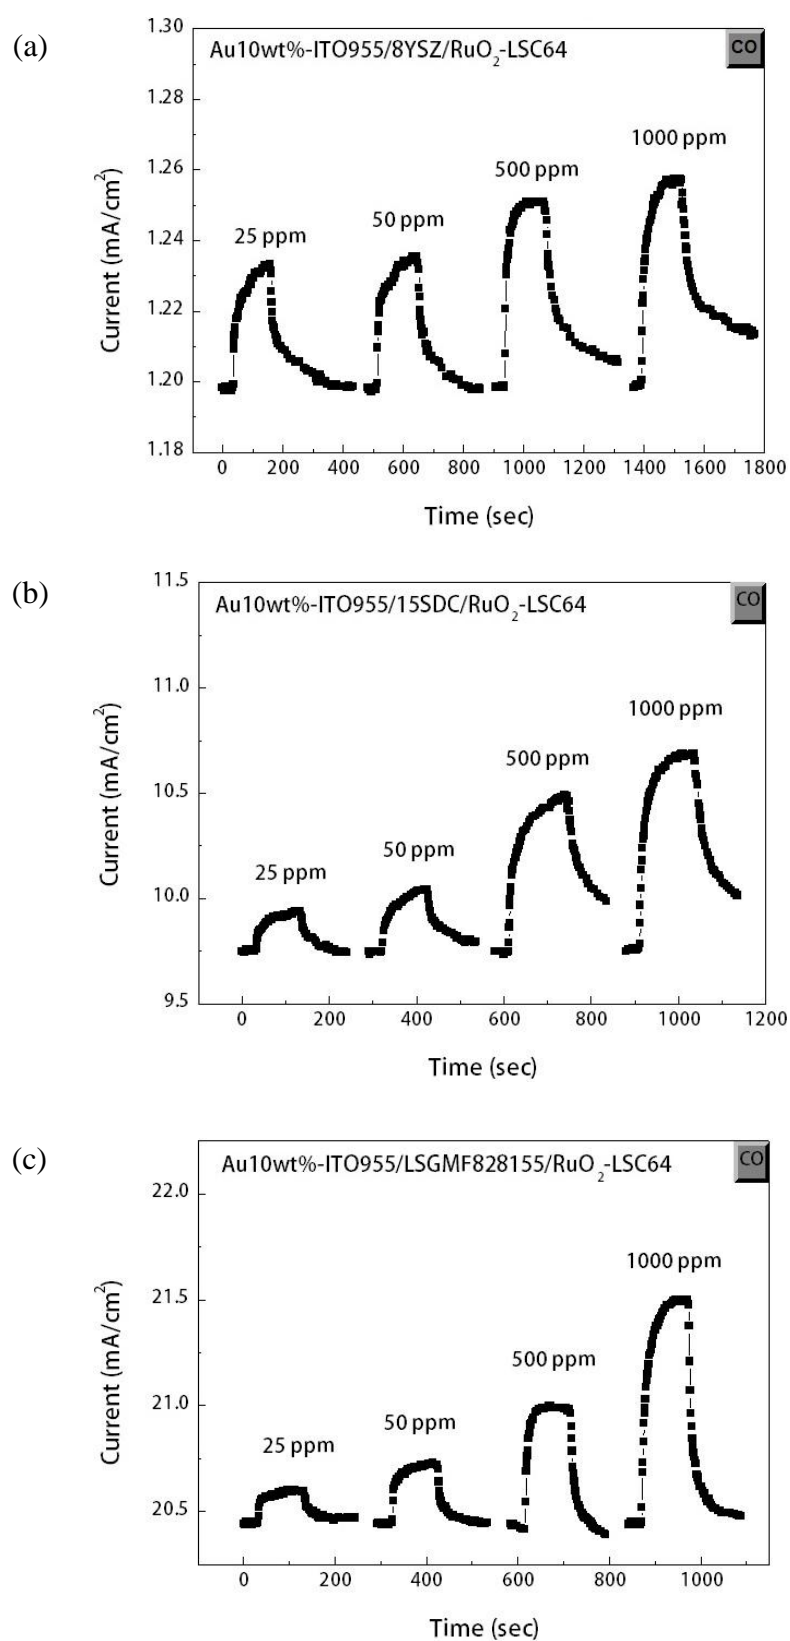 (a)
Au10wt%-ITO955/8YSZ/RuO₂-LSC64
CO
1.30
1.28
1.26
1.24
1.22
1.20
1.18
Current (mA/cm²)
25 ppm
50 ppm
500 ppm
1000 ppm
0 200 400 600 800 1000 1200 1400 1600 1800
Time (sec)
(b)
Au10wt%-ITO955/15SDC/RuO₂-LSC64
CO
11.5
11.0
10.5
10.0
9.5
Current (mA/cm²)
25 ppm
50 ppm
500 ppm
1000 ppm
0 200 400 600 800 1000 1200
Time (sec)
(c)
Au10wt%-ITO955/LSGMF828155/RuO₂-LSC64
CO
22.0
21.5
21.0
20.5
Current (mA/cm²)
25 ppm
50 ppm
500 ppm
1000 ppm
0 200 400 600 800 1000
Time (sec)